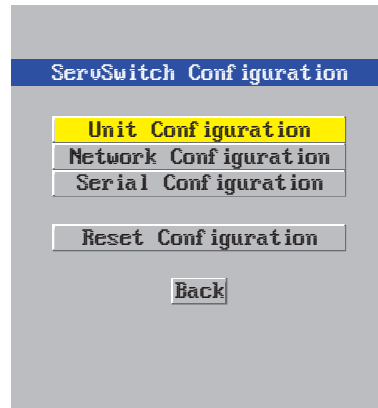 ServSwitch Configuration
Unit Configuration
Network Configuration
Serial Configuration
Reset Configuration
Back